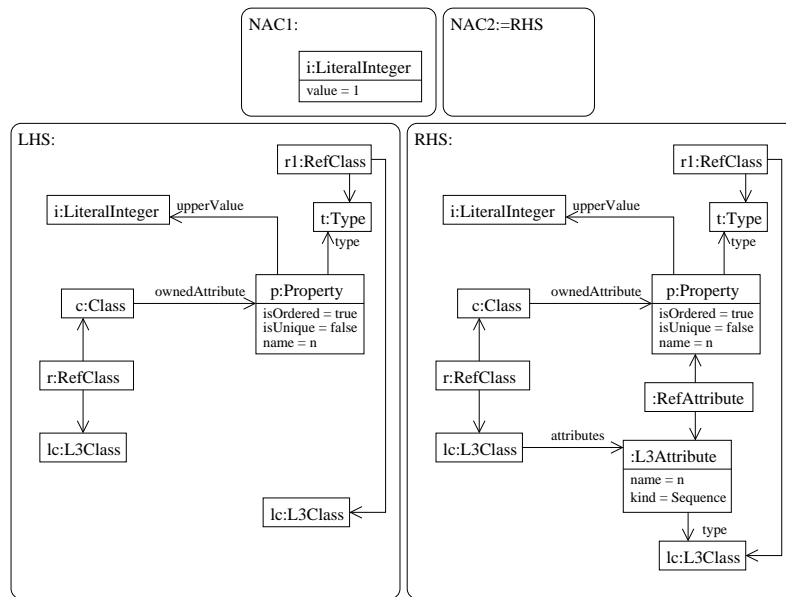 NAC1:
i:LiteralInteger
value = 1
NAC2:=RHS
LHS:
r1:RefClass
i:LiteralInteger
upperValue
t:Type
type
ownedAttribute
c:Class
p:Property
isOrdered = true
isUnique = false
name = n
r:RefClass
lc:L3Class
lc:L3Class
RHS:
r1:RefClass
i:LiteralInteger
upperValue
t:Type
type
ownedAttribute
c:Class
p:Property
isOrdered = true
isUnique = false
name = n
r:RefClass
:RefAttribute
attributes
lc:L3Class
:L3Attribute
name = n
kind = Sequence
type
lc:L3Class